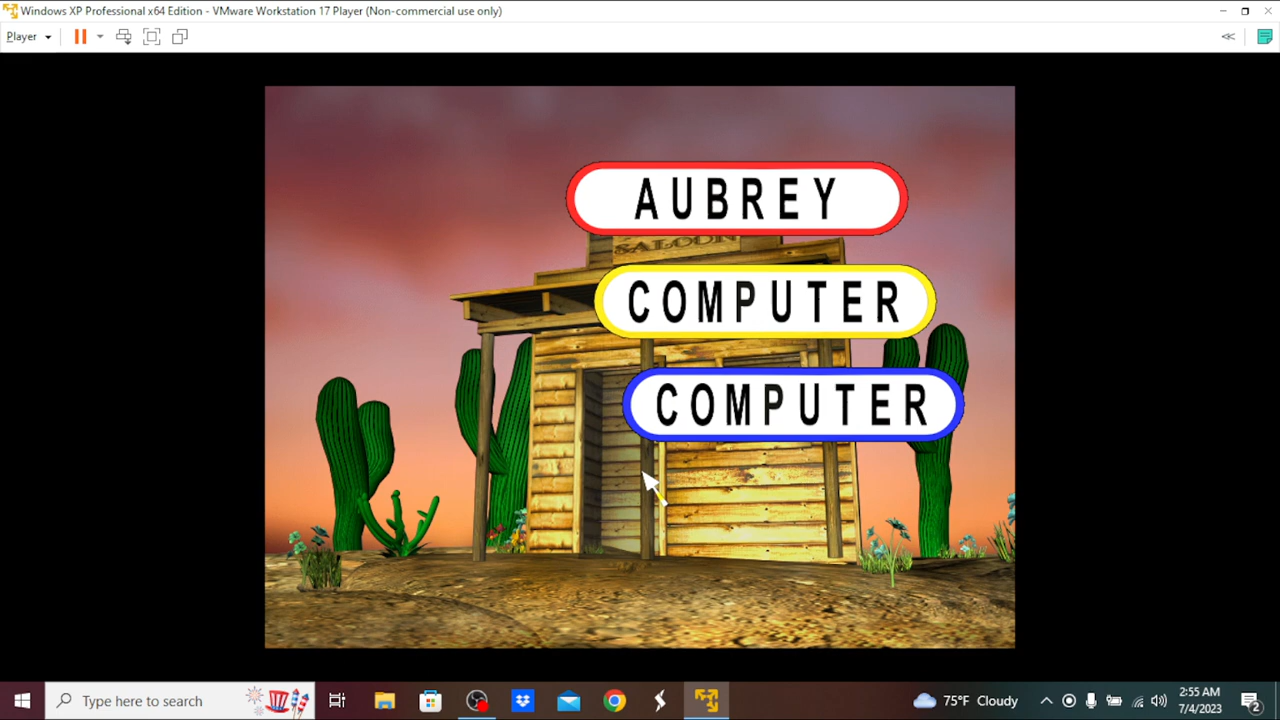 Windows XP Professional x64 Edition - VMware Workstation 17 Player (Non-commercial use only)
Player
AUBREY
SALOON
COMPUTER
COMPUTER
Type here to search
75°F Cloudy
2:55 AM
7/4/2023
2